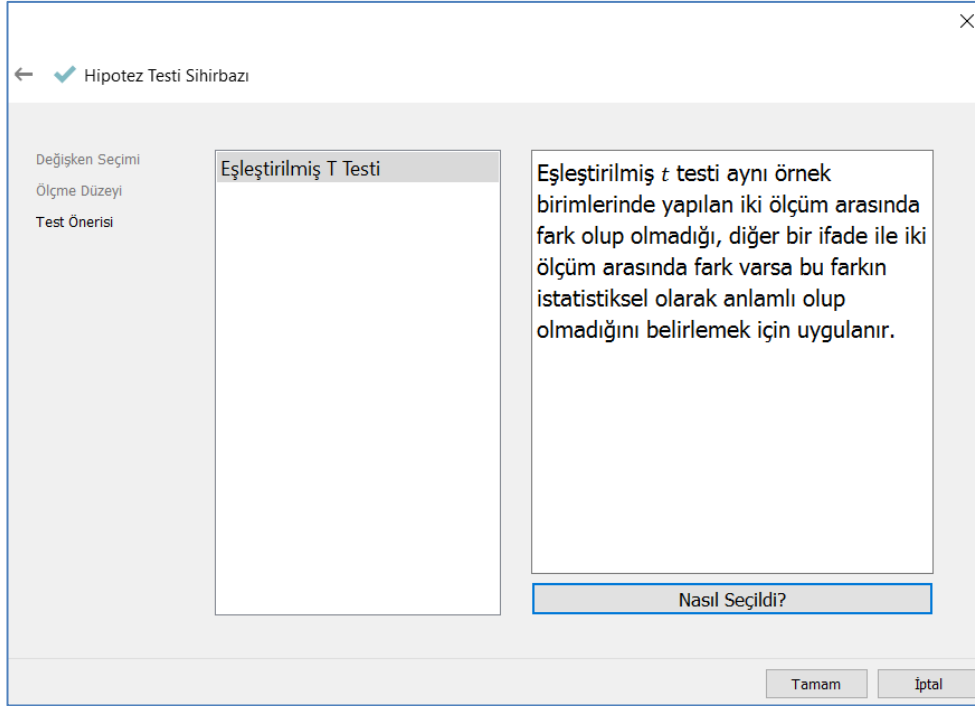 Hipotez Testi Sihirbazı
Değişken Seçimi
Ölçme Düzeyi
Test Önerisi
Eşleştirilmiş T Testi
Eşleştirilmiş t testi aynı örnek
birimlerinde yapılan iki ölçüm arasında
fark olup olmadığı, diğer bir ifade ile iki
ölçüm arasında fark varsa bu farkın
istatistiksel olarak anlamlı olup
olmadığını belirlemek için uygulanır.
Nasıl Seçildi?
Tamam
İptal